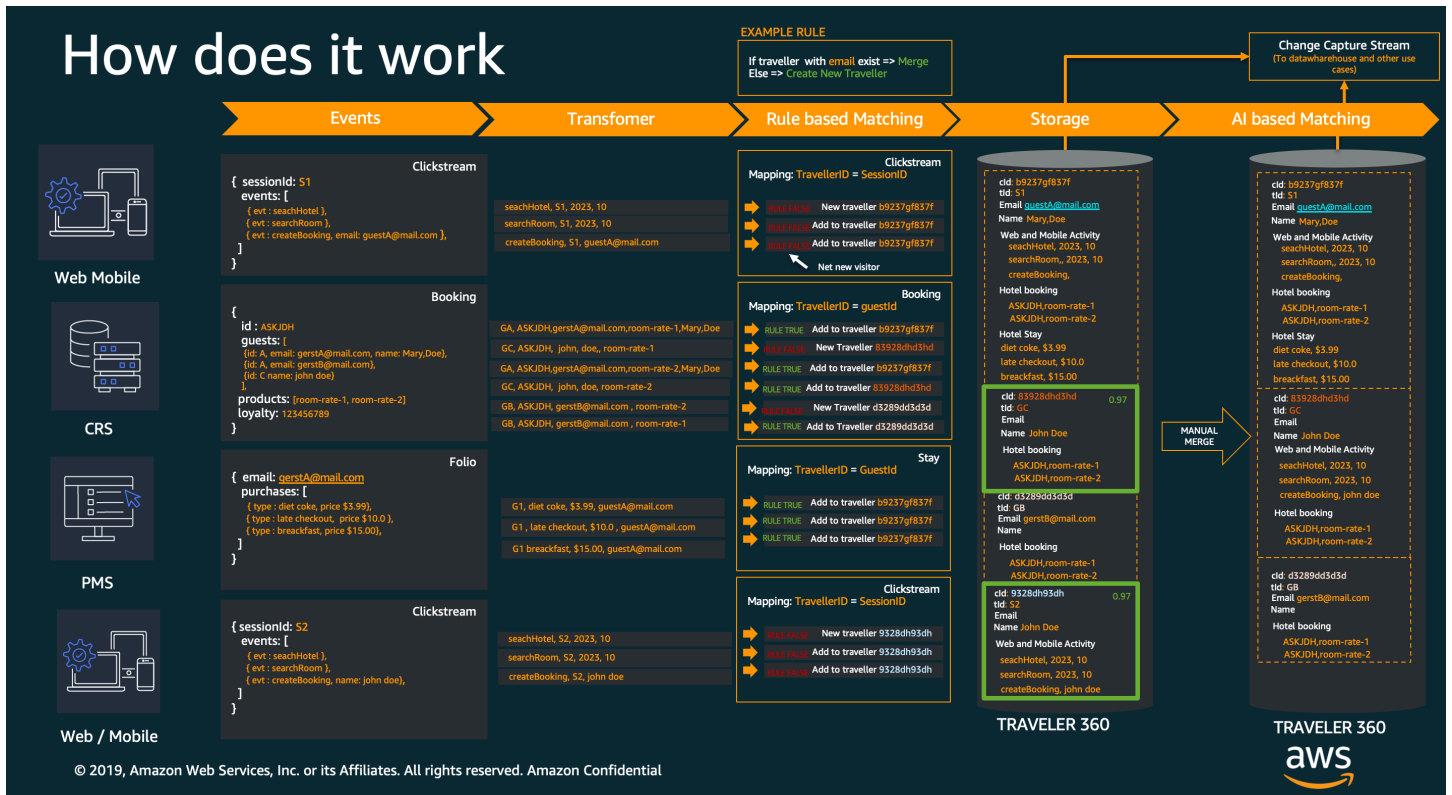 How does it work
EXAMPLE RULE
If traveller with email exist => Merge
Else => Create New Traveller
Change Capture Stream
(To datawharehouse and other use
cases)
Events
Transfomer
Rule based Matching
Storage
AI based Matching
Web Mobile
Clickstream
{ sessionId: S1
events: [
{ evt : seachHotel },
{ evt : searchRoom },
{ evt : createBooking, email: guestA@mail.com },
]
}
seachHotel, S1, 2023, 10
searchRoom, S1, 2023, 10
createBooking, S1, guestA@mail.com
Clickstream
Mapping: TravellerID = SessionID
RULE FALSE New traveller b9237gf837f
RULE FALSE Add to traveller b9237gf837f
RULE FALSE Add to traveller b9237gf837f
Net new visitor
CRS
Booking
{
id : ASKJDH
guests: [
{id: A, email: gerstA@mail.com, name: Mary,Doe},
{id: A, email: gerstB@mail.com},
{id: C name: john doe}
],
products: [room-rate-1, room-rate-2]
loyalty: 123456789
}
GA, ASKJDH,gerstA@mail.com,room-rate-1,Mary,Doe
GC, ASKJDH, john, doe,, room-rate-1
GA, ASKJDH,gerstA@mail.com,room-rate-2,Mary,Doe
GC, ASKJDH, john, doe, room-rate-2
GB, ASKJDH, gerstB@mail.com , room-rate-2
GB, ASKJDH, gerstB@mail.com , room-rate-1
Booking
Mapping: TravellerID = guestId
RULE TRUE Add to traveller b9237gf837f
RULE FALSE New Traveller 83928dhd3hd
RULE TRUE Add to traveller b9237gf837f
RULE TRUE Add to traveller 83928dhd3hd
RULE FALSE New Traveller d3289dd3d3d
RULE TRUE Add to Traveller d3289dd3d3d
PMS
Folio
{ email: gerstA@mail.com
purchases: [
{ type : diet coke, price $3.99},
{ type : late checkout, price $10.0 },
{ type : breacfast, price $15.00},
]
}
G1, diet coke, $3.99, guestA@mail.com
G1 , late checkout, $10.0 , guestA@mail.com
G1 breackfast, $15.00, guestA@mail.com
Stay
Mapping: TravellerID = GuestId
RULE TRUE Add to traveller b9237gf837f
RULE TRUE Add to traveller b9237gf837f
RULE TRUE Add to traveller b9237gf837f
Web / Mobile
Clickstream
{ sessionId: S2
events: [
{ evt : seachHotel },
{ evt : searchRoom },
{ evt : createBooking, name: john doe},
]
}
seachHotel, S2, 2023, 10
searchRoom, S2, 2023, 10
createBooking, S2, john doe
Clickstream
Mapping: TravellerID = SessionID
RULE FALSE New traveller 9328dh93dh
RULE FALSE Add to traveller 9328dh93dh
RULE FALSE Add to traveller 9328dh93dh
cId: b9237gf837f
tId: S1
Email guestA@mail.com
Name Mary,Doe
Web and Mobile Activity
seachHotel, 2023, 10
searchRoom,, 2023, 10
createBooking,
Hotel booking
ASKJDH,room-rate-1
ASKJDH,room-rate-2
Hotel Stay
diet coke, $3.99
late checkout, $10.0
breackfast, $15.00
cId: 83928dhd3hd 0.97
tId: GC
Email
Name John Doe
Hotel booking
ASKJDH,room-rate-1
ASKJDH,room-rate-2
cId: d3289dd3d3d
tId: GB
Email gerstB@mail.com
Name
Hotel booking
ASKJDH,room-rate-1
ASKJDH,room-rate-2
cId: 9328dh93dh 0.97
tId: S2
Email
Name John Doe
Web and Mobile Activity
seachHotel, 2023, 10
searchRoom, 2023, 10
createBooking, john doe
TRAVELER 360
MANUAL
MERGE
cId: b9237gf837f
tId: S1
Email guestA@mail.com
Name Mary,Doe
Web and Mobile Activity
seachHotel, 2023, 10
searchRoom,, 2023, 10
createBooking,
Hotel booking
ASKJDH,room-rate-1
ASKJDH,room-rate-2
Hotel Stay
diet coke, $3.99
late checkout, $10.0
breackfast, $15.00
cId: 83928dhd3hd
tId: GC
Email
Name John Doe
Web and Mobile Activity
seachHotel, 2023, 10
searchRoom, 2023, 10
createBooking, john doe
Hotel booking
ASKJDH,room-rate-1
ASKJDH,room-rate-2
cId: d3289dd3d3d
tId: GB
Email gerstB@mail.com
Name
Hotel booking
ASKJDH,room-rate-1
ASKJDH,room-rate-2
TRAVELER 360
© 2019, Amazon Web Services, Inc. or its Affiliates. All rights reserved. Amazon Confidential
aws